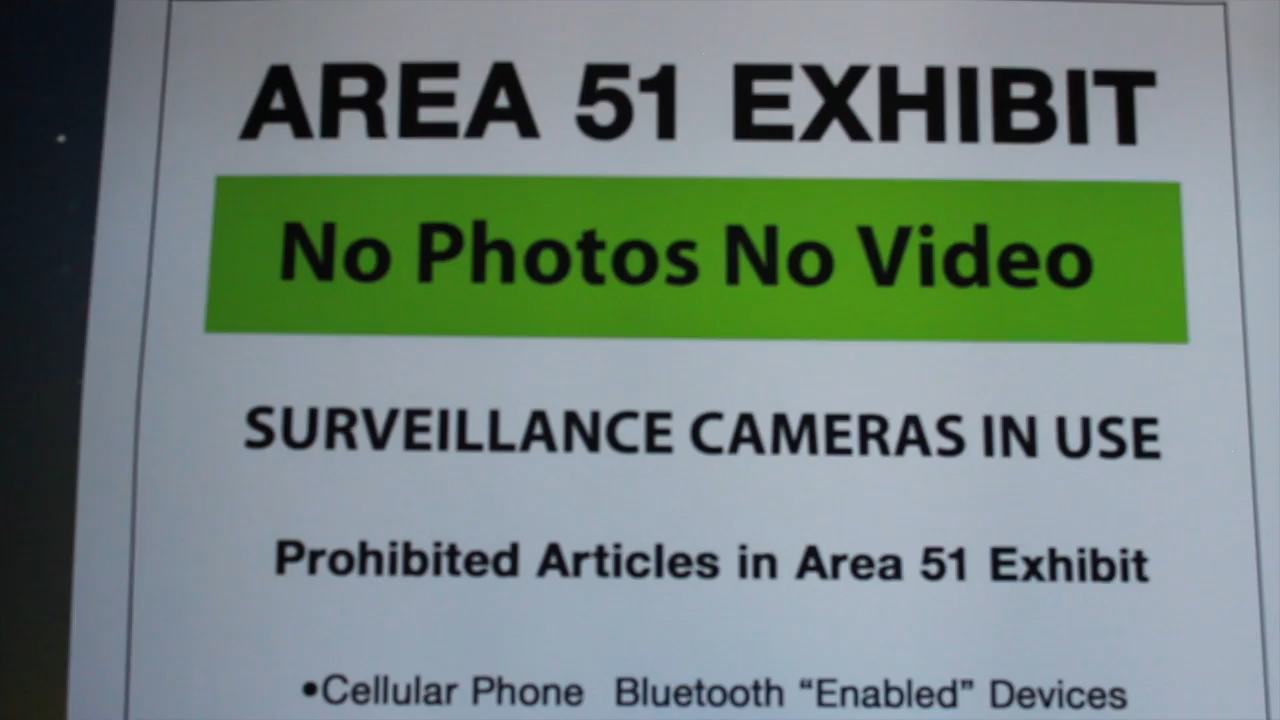 AREA 51 EXHIBIT
No Photos No Video
SURVEILLANCE CAMERAS IN USE
Prohibited Articles in Area 51 Exhibit
•Cellular Phone Bluetooth “Enabled” Devices